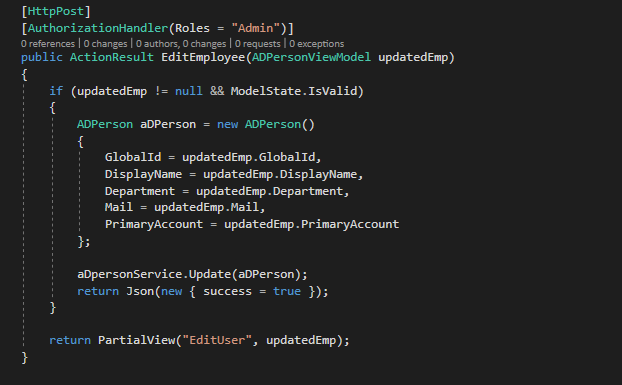 [HttpPost]
[AuthorizationHandler(Roles = "Admin")]
0 references | 0 changes | 0 authors, 0 changes | 0 requests | 0 exceptions
public ActionResult EditEmployee(ADPersonViewModel updatedEmp)
{
    if (updatedEmp != null && ModelState.IsValid)
    {
        ADPerson aDPerson = new ADPerson()
        {
            GlobalId = updatedEmp.GlobalId,
            DisplayName = updatedEmp.DisplayName,
            Department = updatedEmp.Department,
            Mail = updatedEmp.Mail,
            PrimaryAccount = updatedEmp.PrimaryAccount
        };

        aDpersonService.Update(aDPerson);
        return Json(new { success = true });
    }

    return PartialView("EditUser", updatedEmp);
}